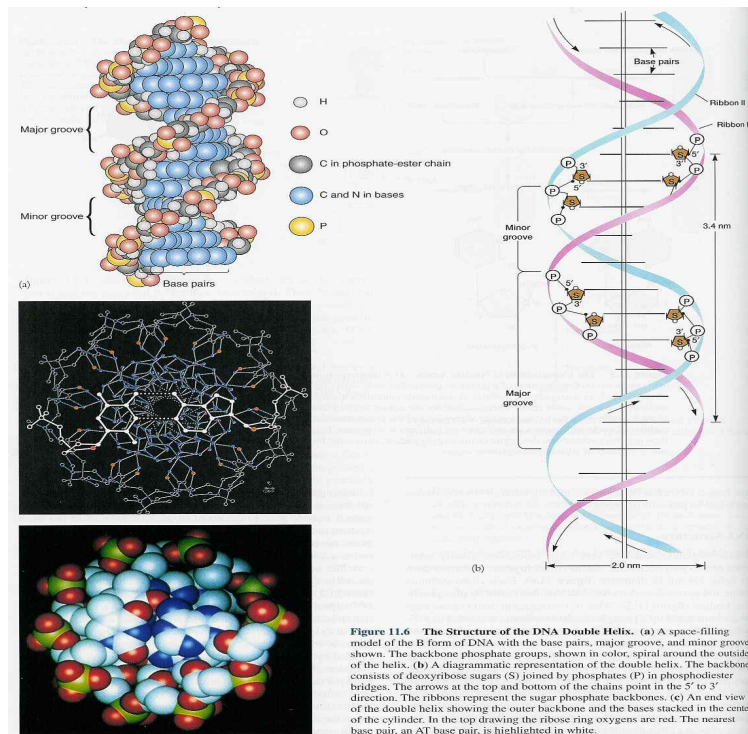 H
O
C in phosphate-ester chain
C and N in bases
P
Major groove
Minor groove
Base pairs
(a)
Base pairs
Ribbon II
Ribbon I
P
P
S
5′
3′
P
P
3′
S
5′
S
P
Minor
groove
3.4 nm
P
5′
S
3′
P
S
P
P
S
P
3′
S
5′
P
Major
groove
2.0 nm
(b)
Figure 11.6 The Structure of the DNA Double Helix. (a) A space-filling
model of the B form of DNA with the base pairs, major groove, and minor groove
shown. The backbone phosphate groups, shown in color, spiral around the outside
of the helix. (b) A diagrammatic representation of the double helix. The backbone
consists of deoxyribose sugars (S) joined by phosphates (P) in phosphodiester
bridges. The arrows at the top and bottom of the chains point in the 5′ to 3′
direction. The ribbons represent the sugar phosphate backbones. (c) An end view
of the double helix showing the outer backbone and the bases stacked in the cente
of the cylinder. In the top drawing the ribose ring oxygens are red. The nearest
base pair, an AT base pair, is highlighted in white.